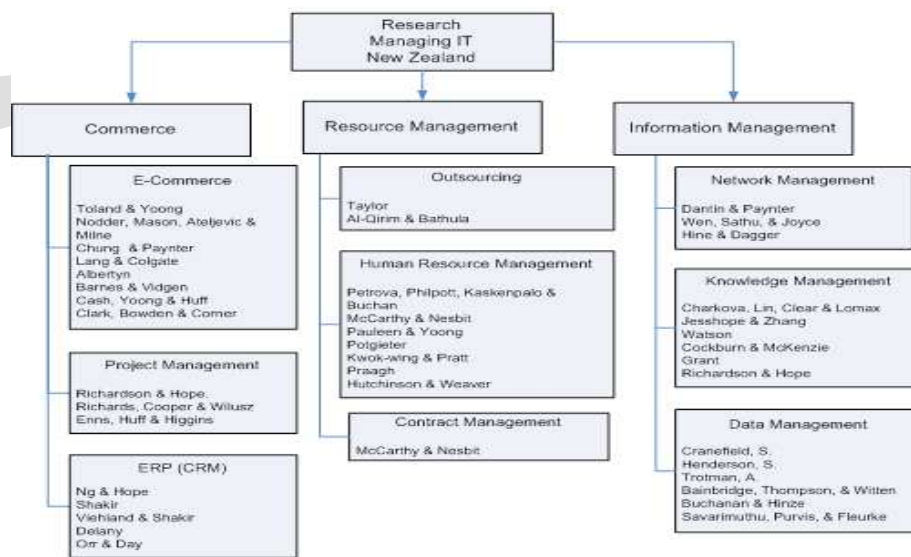 Research
Managing IT
New Zealand
Commerce
E-Commerce
Toland & Yoong
Nodder, Mason, Ateljevic &
Milne
Chung & Paynter
Lang & Colgate
Albertyn
Barnes & Vidgen
Cash, Yoong & Huff
Clark, Bowden & Corner
Project Management
Richardson & Hope.
Richards, Cooper & Wilusz
Enns, Huff & Higgins
ERP (CRM)
Ng & Hope
Shakir
Viehland & Shakir
Delany
Orr & Day
Resource Management
Outsourcing
Taylor
Al-Qirim & Bathula
Human Resource Management
Petrova, Philpott, Kaskenpalo &
Buchan
McCarthy & Nesbit
Pauleen & Yoong
Potgieter
Kwok-wing & Pratt
Praagh
Hutchinson & Weaver
Contract Management
McCarthy & Nesbit
Information Management
Network Management
Dantin & Paynter
Wen, Sathu, & Joyce
Hine & Dagger
Knowledge Management
Charkova, Lin, Clear & Lomax
Jesshope & Zhang
Watson
Cockburn & McKenzie
Grant
Richardson & Hope
Data Management
Cranefield, S.
Henderson, S.
Trotman, A.
Bainbridge, Thompson, & Witten
Buchanan & Hinze
Savarimuthu, Purvis, & Fleurke